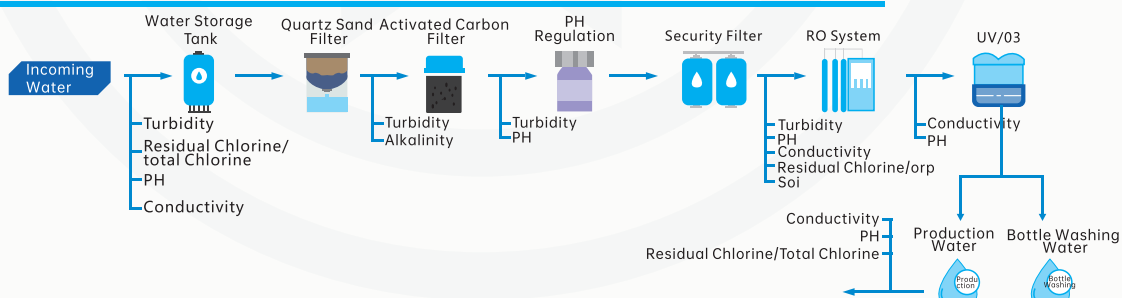 Incoming
Water
Water Storage
Tank
Turbidity
Residual Chlorine/
total Chlorine
PH
Conductivity
Quartz Sand
Filter
Turbidity
Alkalinity
Activated Carbon
Filter
Turbidity
PH
PH
Regulation
Security Filter
Turbidity
PH
Conductivity
Residual Chlorine/orp
Soi
RO System
Conductivity
PH
UV/03
Conductivity
PH
Residual Chlorine/Total Chlorine
Production
Water
Produ
ction
Bottle Washing
Water
Bottle
Washing